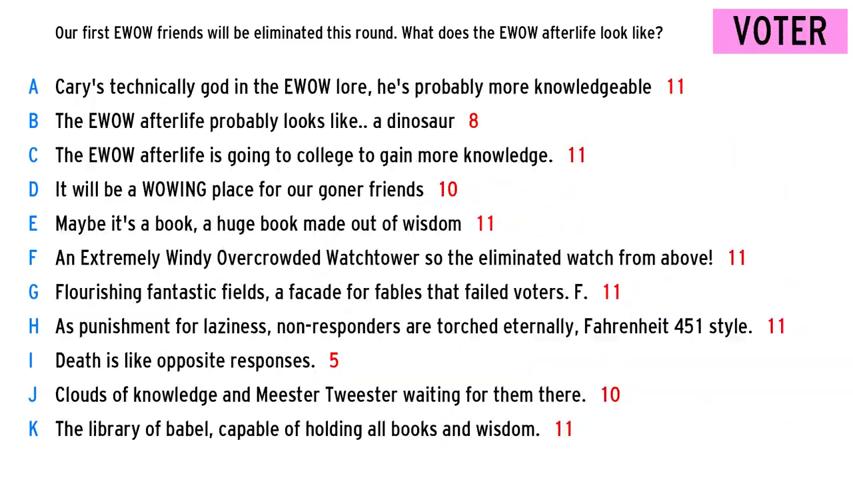 Our first EWOW friends will be eliminated this round. What does the EWOW afterlife look like?
VOTER
A Cary's technically god in the EWOW lore, he's probably more knowledgeable 11
B The EWOW afterlife probably looks like.. a dinosaur 8
C The EWOW afterlife is going to college to gain more knowledge. 11
D It will be a WOWING place for our goner friends 10
E Maybe it's a book, a huge book made out of wisdom 11
F An Extremely Windy Overcrowded Watchtower so the eliminated watch from above! 11
G Flourishing fantastic fields, a facade for fables that failed voters. F. 11
H As punishment for laziness, non-responders are torched eternally, Fahrenheit 451 style. 11
I Death is like opposite responses. 5
J Clouds of knowledge and Meester Tweester waiting for them there. 10
K The library of babel, capable of holding all books and wisdom. 11